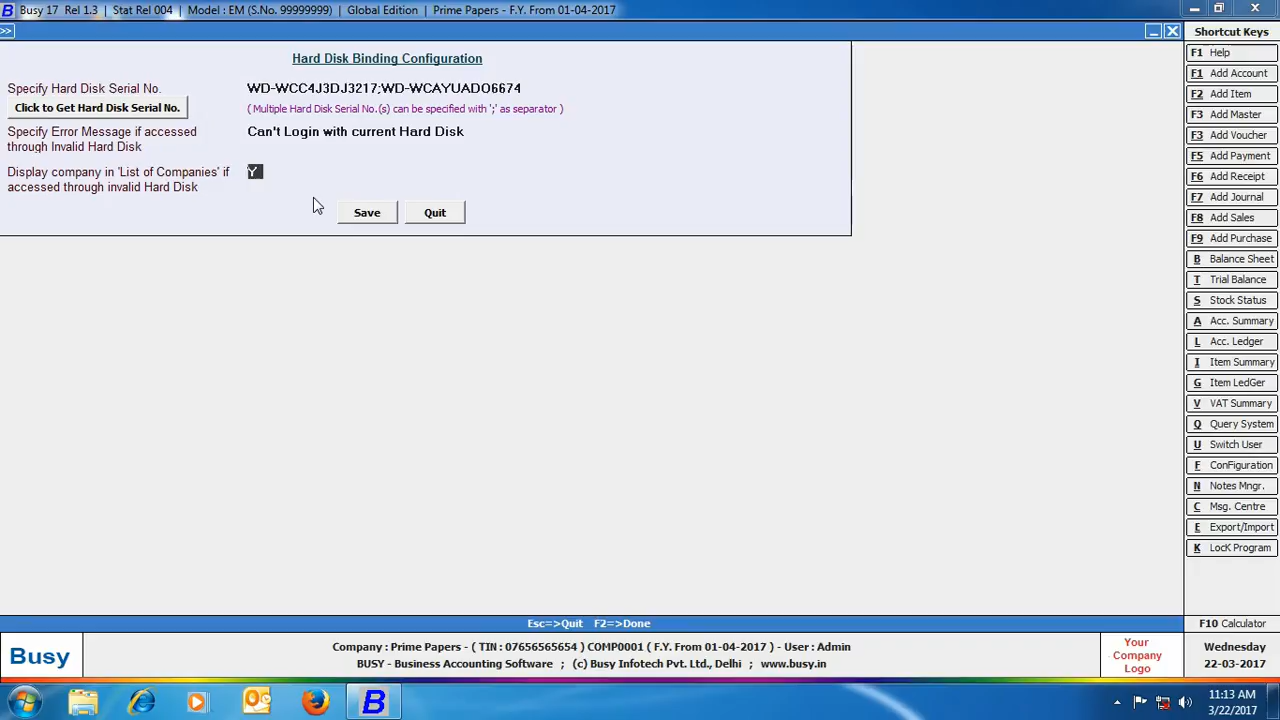 Busy 17 Rel 1.3 | Stat Rel 004 | Model : EM (S.No. 99999999) | Global Edition | Prime Papers - F.Y. From 01-04-2017
>>
Hard Disk Binding Configuration
Specify Hard Disk Serial No. WD-WCC4J3DJ3217;WD-WCAYUADO6674
Click to Get Hard Disk Serial No. ( Multiple Hard Disk Serial No.(s) can be specified with ';' as separator )
Specify Error Message if accessed Can't Login with current Hard Disk
through Invalid Hard Disk
Display company in 'List of Companies' if Y
accessed through invalid Hard Disk
Save Quit
Shortcut Keys
F1 Help
F1 Add Account
F2 Add Item
F3 Add Master
F3 Add Voucher
F5 Add Payment
F6 Add Receipt
F7 Add Journal
F8 Add Sales
F9 Add Purchase
B Balance Sheet
T Trial Balance
S Stock Status
A Acc. Summary
L Acc. Ledger
I Item Summary
G Item LedGer
V VAT Summary
Q Query System
U Switch User
F ConFiguration
N Notes Mngr.
C Msg. Centre
E Export/Import
K LocK Program
Esc=>Quit F2=>Done
F10 Calculator
Busy
Company : Prime Papers - ( TIN : 07656565654 ) COMP0001 ( F.Y. From 01-04-2017 ) - User : Admin
BUSY - Business Accounting Software ; (c) Busy Infotech Pvt. Ltd., Delhi ; www.busy.in
Your
Company
Logo
Wednesday
22-03-2017
11:13 AM
3/22/2017